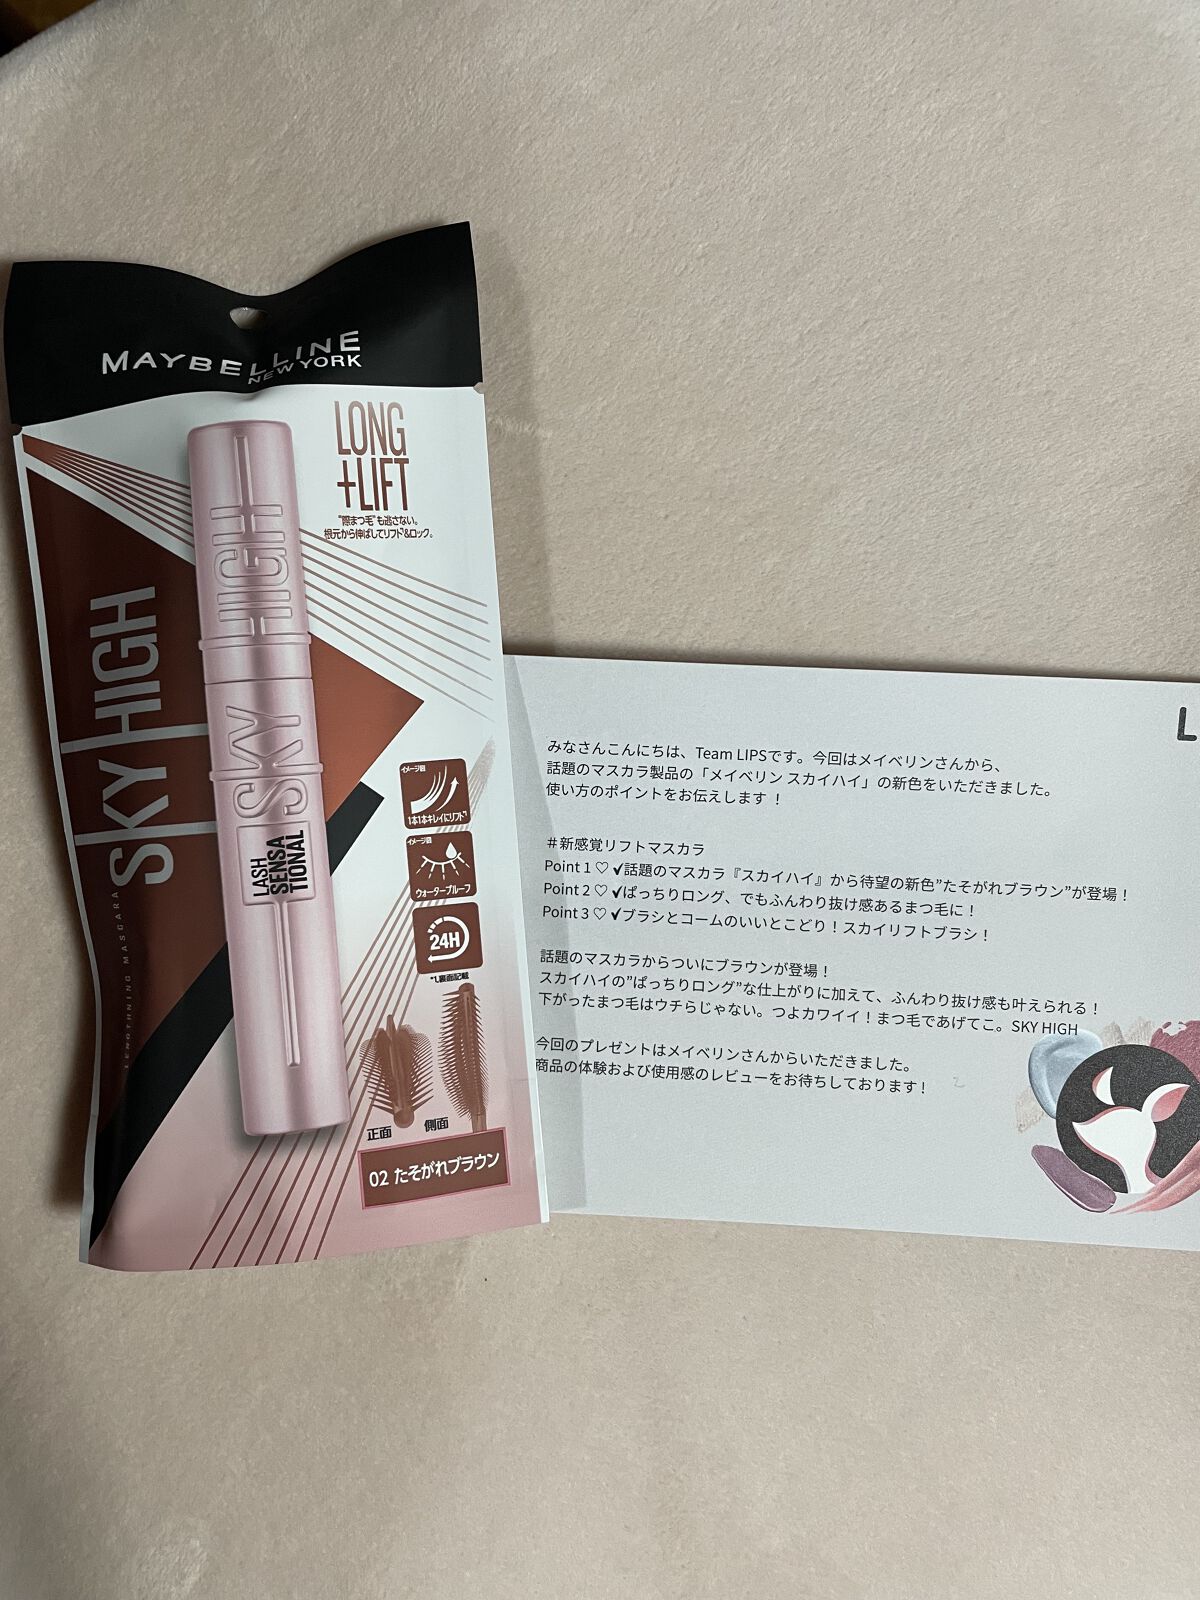 MAYBELLINE
NEW YORK
LONG
+LIFT
"際まつ毛"も逃さない。
根元から伸ばしてリフト*1&ロック。
SKY HIGH
LENGTHNING MASCARA
SKY HIGH
LASH
SENSA
TIONAL
イメージ図
1本1本キレイにリフト*1
イメージ図
ウォータープルーフ
24H
*1,裏面記載
正面
側面
02 たそがれブラウン
L
みなさんこんにちは、Team LIPSです。今回はメイベリンさんから、
話題のマスカラ製品の「メイベリン スカイハイ」の新色をいただきました。
使い方のポイントをお伝えします！
＃新感覚リフトマスカラ
Point 1 ♡ ✓話題のマスカラ『スカイハイ』から待望の新色”たそがれブラウン”が登場！
Point 2 ♡ ✓ぱっちりロング、でもふんわり抜け感あるまつ毛に！
Point 3 ♡ ✓ブラシとコームのいいとこどり！スカイリフトブラシ！
話題のマスカラからついにブラウンが登場！
スカイハイの”ぱっちりロング”な仕上がりに加えて、ふんわり抜け感も叶えられる！
下がったまつ毛はウチらじゃない。つよカワイイ！まつ毛であげてこ。SKY HIGH
今回のプレゼントはメイベリンさんからいただきました。
商品の体験および使用感のレビューをお待ちしております！